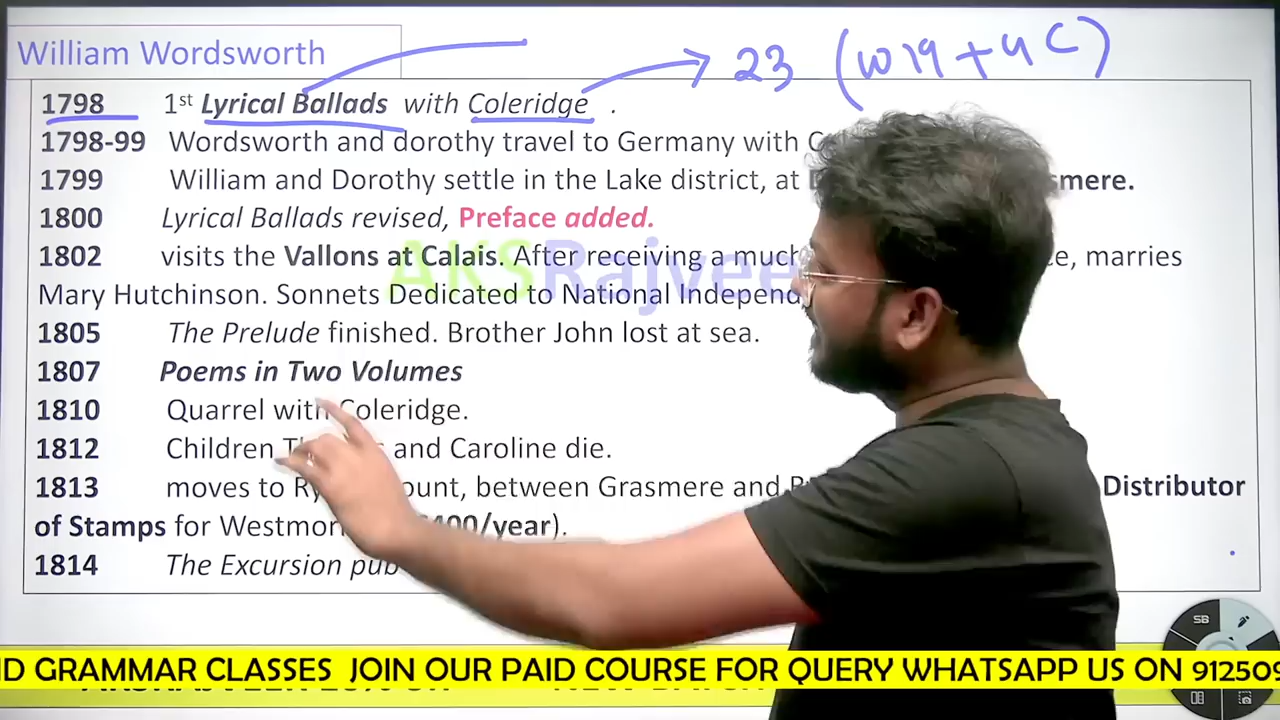 William Wordsworth
23 (W19+4C)
1798 1st Lyrical Ballads with Coleridge .
1798-99 Wordsworth and dorothy travel to Germany with
1799 William and Dorothy settle in the Lake district, at
1800 Lyrical Ballads revised, Preface added.
1802 visits the Vallons at Calais. After receiving a much marries
AKSRajvee
Mary Hutchinson. Sonnets Dedicated to National
1805 The Prelude finished. Brother John lost at sea.
1807 Poems in Two Volumes
1810 Quarrel with Coleridge.
1812 Children and Caroline die.
1813 moves to between Grasmere and Distributor
of Stamps for 400/year).
1814 The Excursion
SB
GRAMMAR CLASSES JOIN OUR PAID COURSE FOR QUERY WHATSAPP US ON 912509